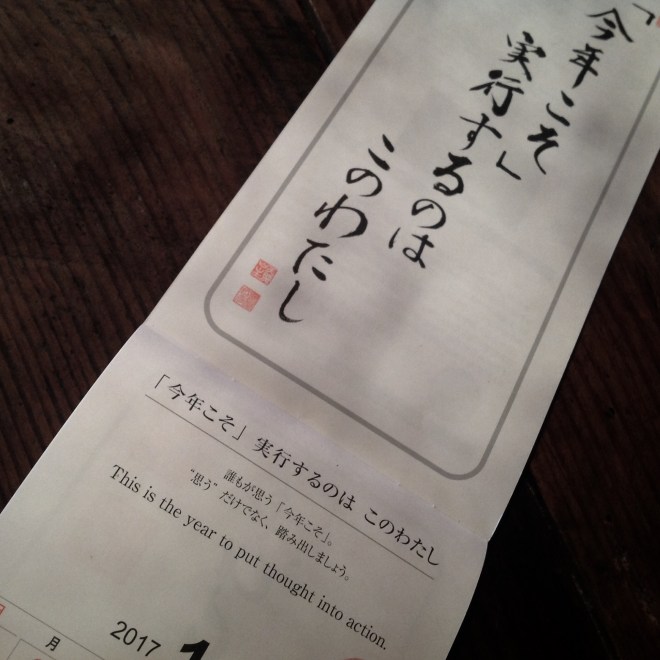 「今年こそ」
実行するのは
このわたし
「今年こそ」実行するのは このわたし
誰もが思う「今年こそ」。
"思う"だけでなく、踏み出しましょう。
This is the year to put thought into action.
2017 1
月